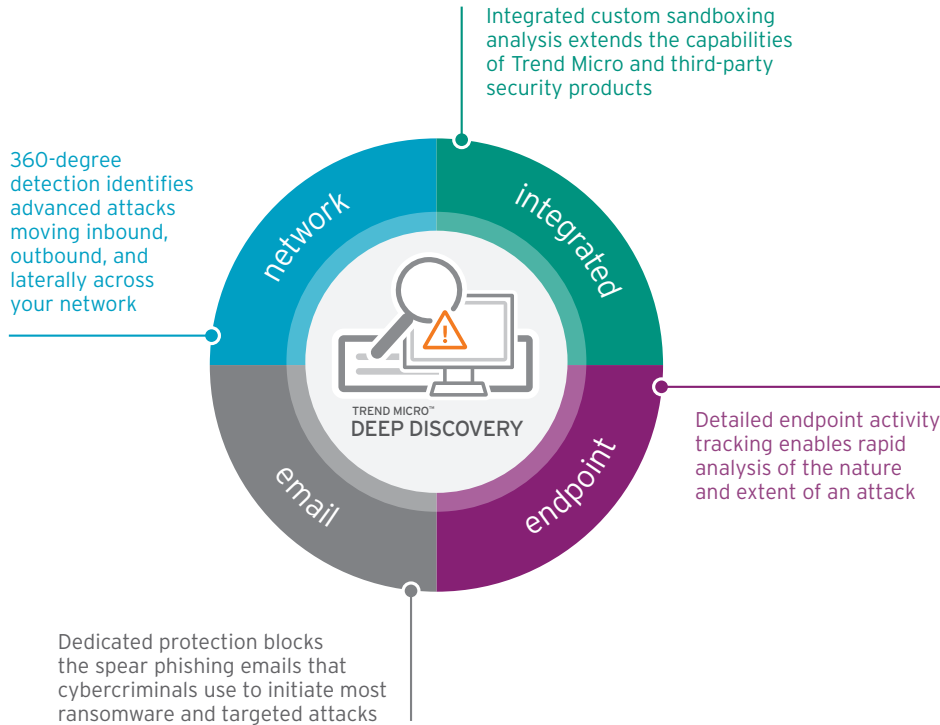 Integrated custom sandboxing
analysis extends the capabilities
of Trend Micro and third-party
security products
360-degree
detection identifies
advanced attacks
moving inbound,
outbound, and
laterally across
your network
network
integrated
TREND MICRO™
DEEP DISCOVERY
email
endpoint
Detailed endpoint activity
tracking enables rapid
analysis of the nature
and extent of an attack
Dedicated protection blocks
the spear phishing emails that
cybercriminals use to initiate most
ransomware and targeted attacks